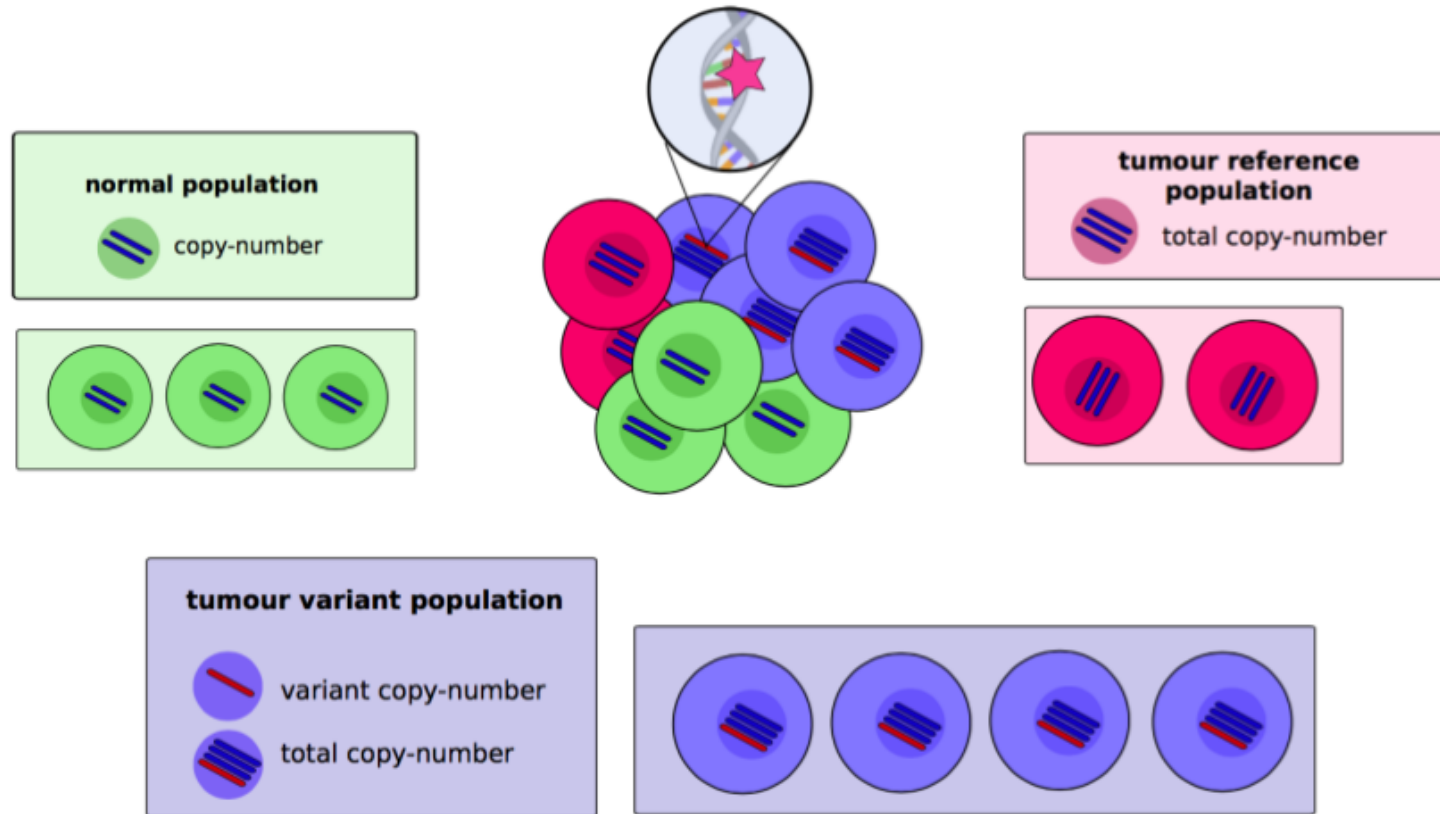 normal population
copy-number
tumour reference
population
total copy-number
tumour variant population
variant copy-number
total copy-number